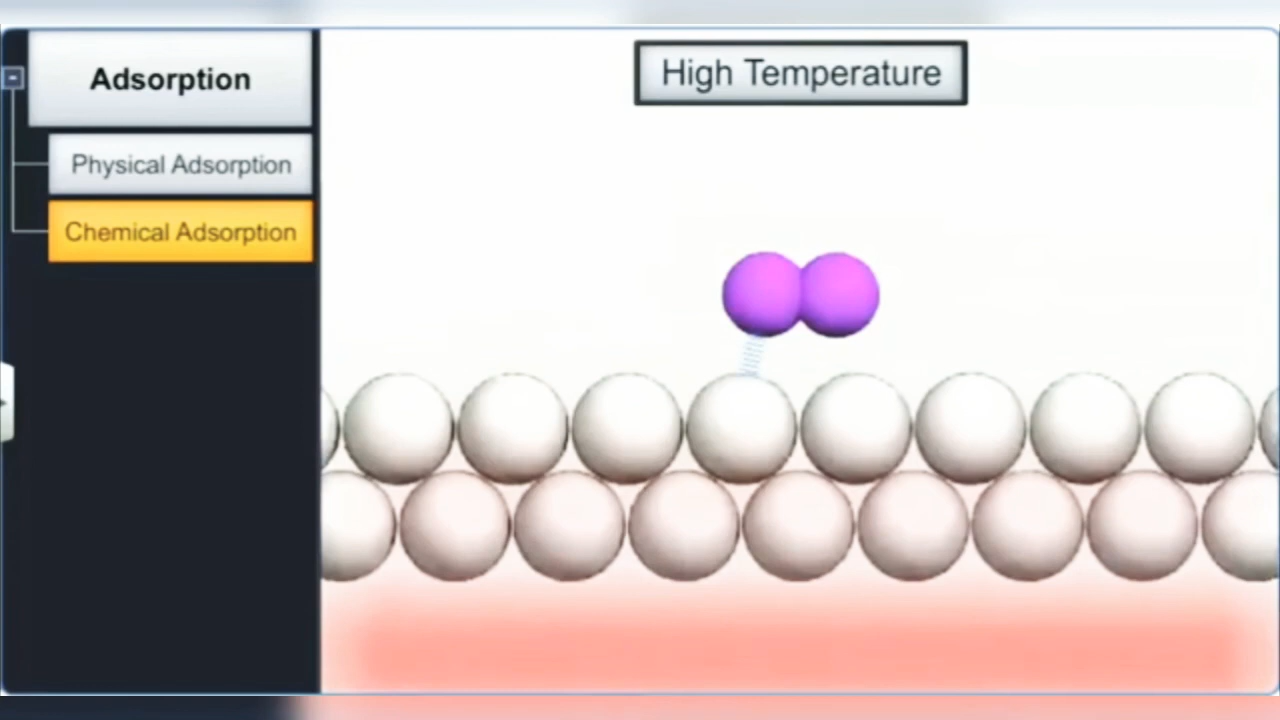 Adsorption
Physical Adsorption
Chemical Adsorption
High Temperature